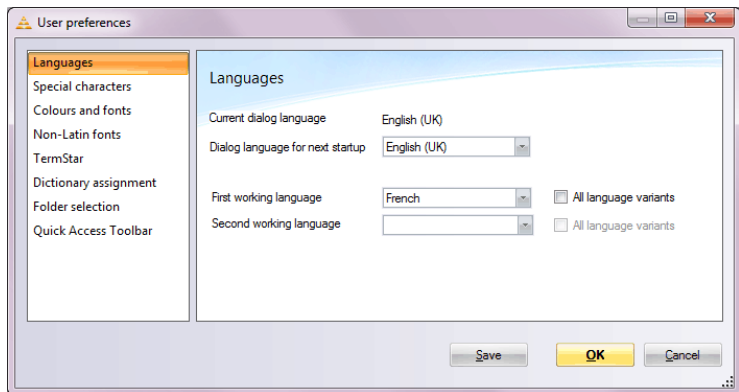 User preferences
Languages
Special characters
Colours and fonts
Non-Latin fonts
TermStar
Dictionary assignment
Folder selection
Quick Access Toolbar
Languages
Current dialog language English (UK)
Dialog language for next startup English (UK)
First working language French All language variants
Second working language All language variants
Save OK Cancel